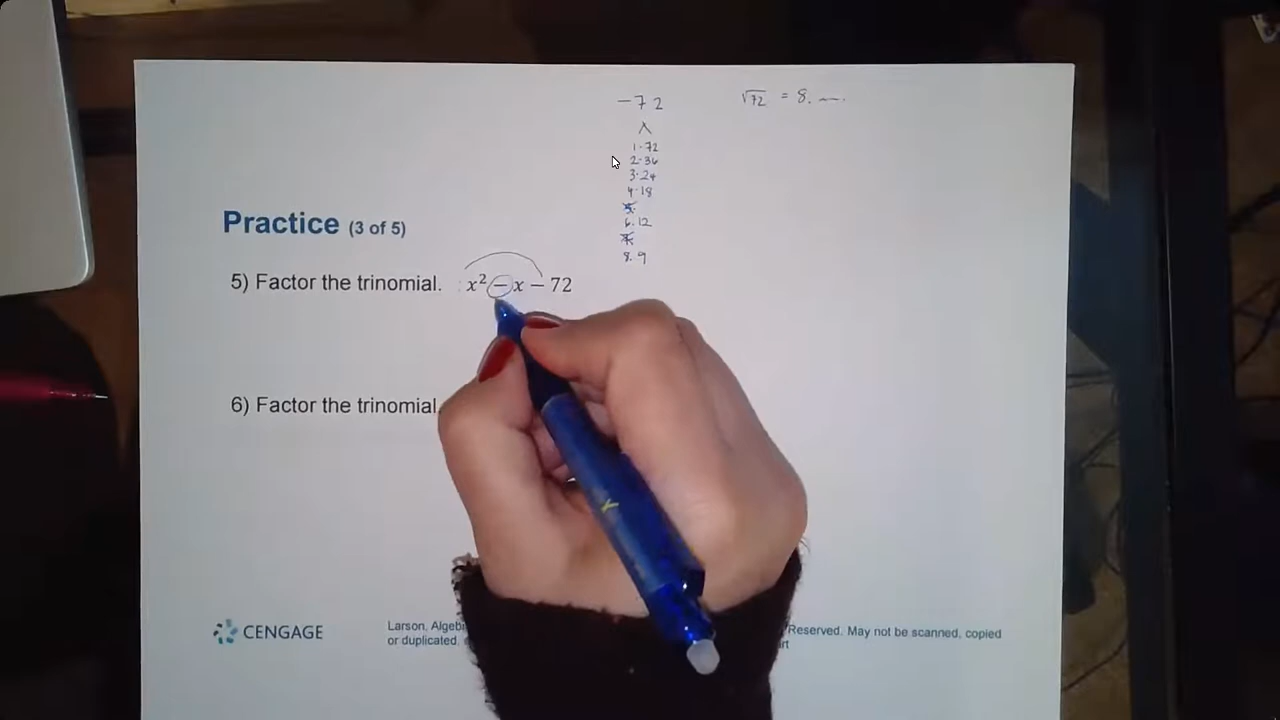 -72
√72 = 8.
1·72
2·36
3·24
4·18
5·
6·12
7·
8·9
Practice (3 of 5)
5) Factor the trinomial. x² − x − 72
6) Factor the trinomial.
CENGAGE
Larson, Algeb Reserved. May not be scanned, copied
or duplicated,